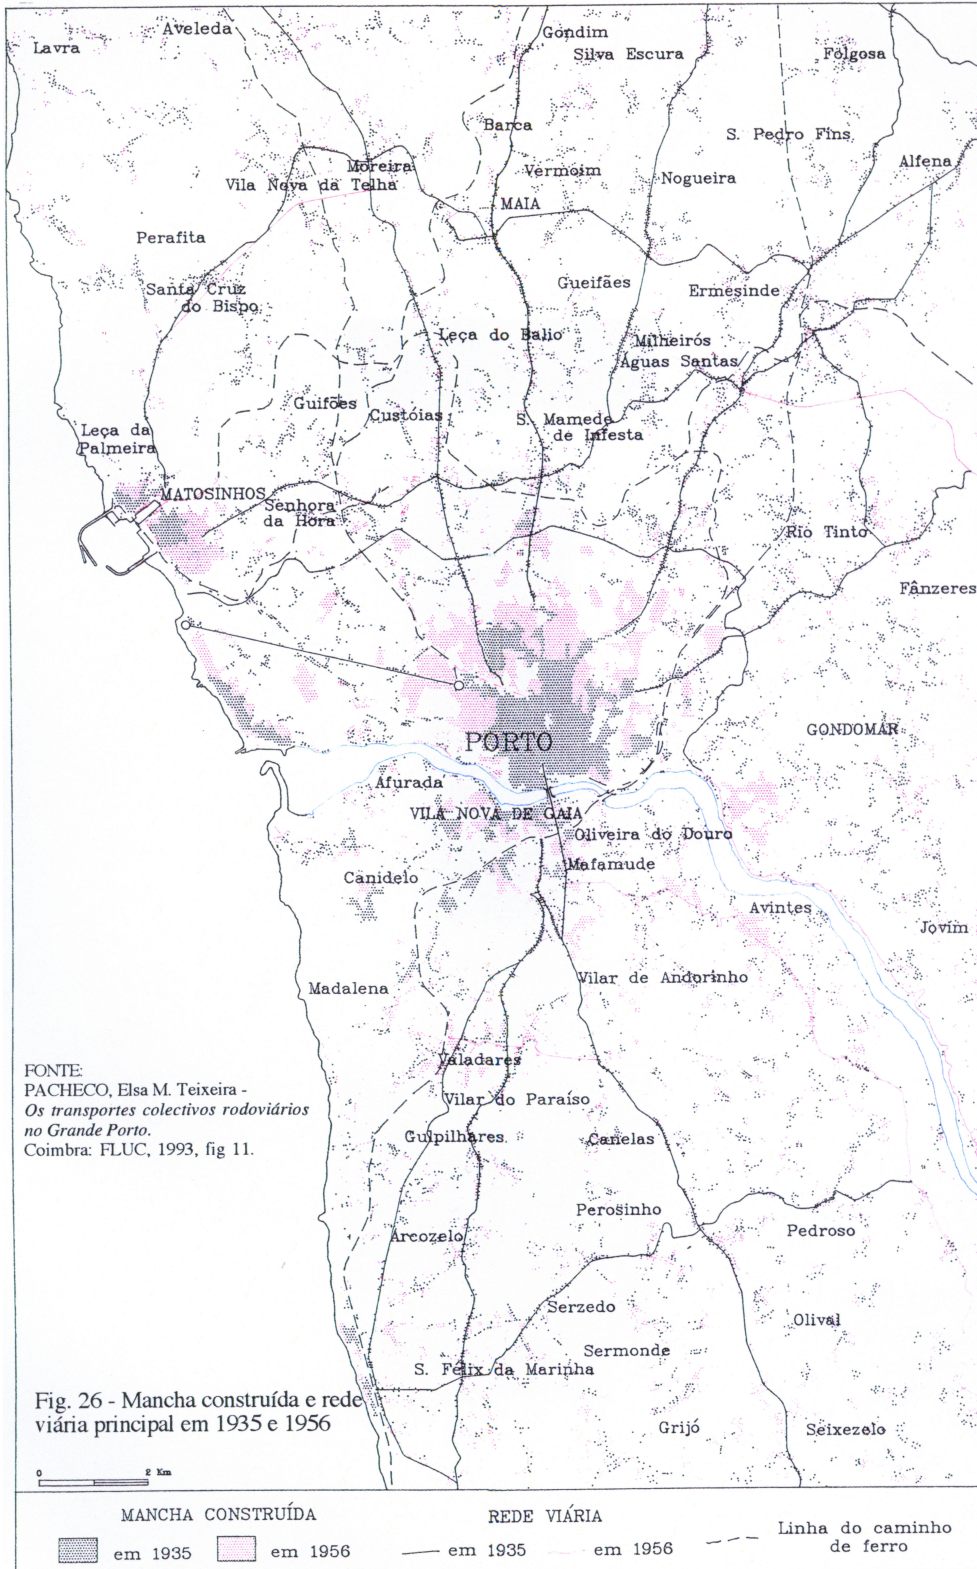 Aveleda
Lavra
Gondim
Silva Escura
Folgosa
Barca
S. Pedro Fins
Moreira
Vermoim
Alfena
Vila Nova da Telha
Nogueira
MAIA
Perafita
Santa Cruz
do Bispo
Gueifães
Ermesinde
Leça do Balio
Milheirós
Águas Santas
Guifões
Custóias
S. Mamede
de Infesta
Leça da
Palmeira
MATOSINHOS
Senhora
da Hora
Rio Tinto
Fânzeres
PORTO
GONDOMAR
Afurada
VILA NOVA DE GAIA
Oliveira do Douro
Mafamude
Canidelo
Avintes
Jovim
Vilar de Andorinho
Madalena
Valadares
FONTE:
PACHECO, Elsa M. Teixeira -
Os transportes colectivos rodoviários
no Grande Porto.
Coimbra: FLUC, 1993, fig 11.
Vilar do Paraíso
Gulpilhares
Canelas
Perosinho
Pedroso
Arcozelo
Serzedo
Olival
Sermonde
S. Félix da Marinha
Grijó
Seixezelo
Fig. 26 - Mancha construída e rede
viária principal em 1935 e 1956
0 2 Km
MANCHA CONSTRUÍDA
em 1935 em 1956
REDE VIÁRIA
em 1935 em 1956
Linha do caminho
de ferro